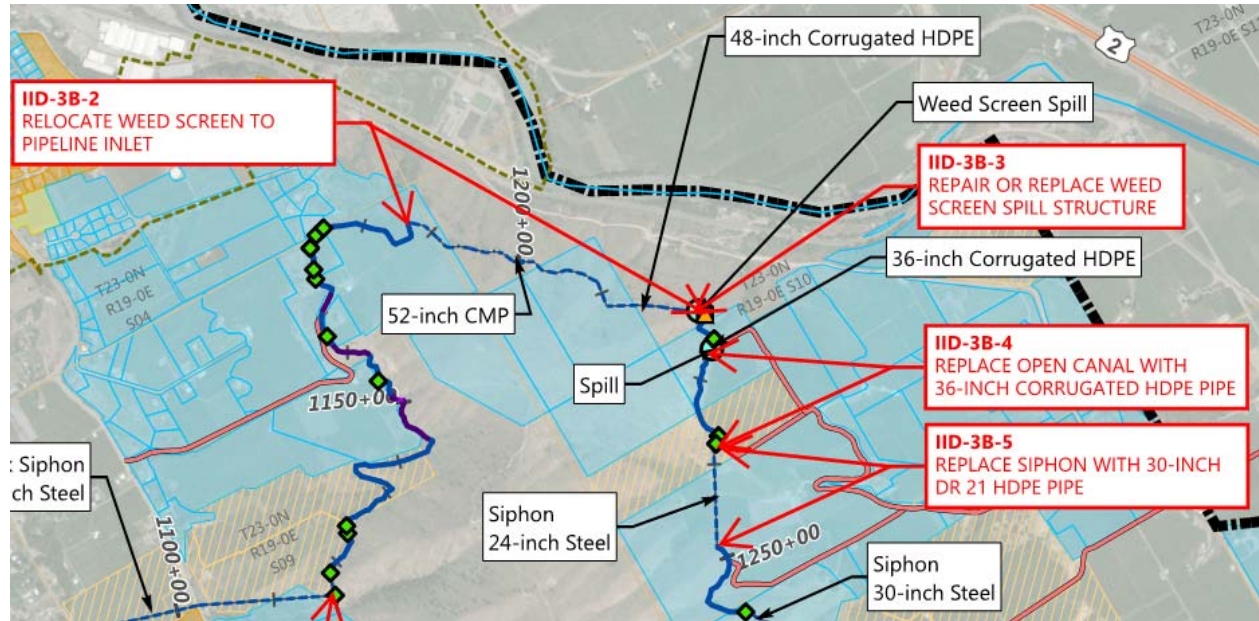 48-inch Corrugated HDPE
2
T23-0N
R19-0E S1
IID-3B-2
RELOCATE WEED SCREEN TO
PIPELINE INLET
Weed Screen Spill
1200+00
IID-3B-3
REPAIR OR REPLACE WEED
SCREEN SPILL STRUCTURE
T23-0N
R19-0E
S04
T23-0N
R19-0E S10
36-inch Corrugated HDPE
52-inch CMP
Spill
IID-3B-4
REPLACE OPEN CANAL WITH
36-INCH CORRUGATED HDPE PIPE
1150+00
IID-3B-5
REPLACE SIPHON WITH 30-INCH
DR 21 HDPE PIPE
Siphon
ch Steel
Siphon
24-inch Steel
T23-0N
R19-0E
S09
1100+00
1250+00
Siphon
30-inch Steel